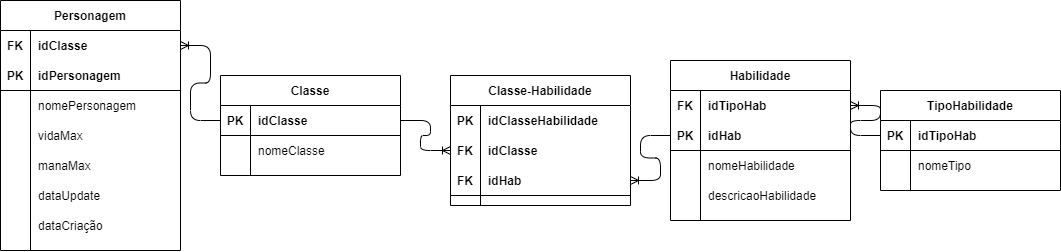 Personagem
FK idClasse
PK idPersonagem
nomePersonagem
vidaMax
manaMax
dataUpdate
dataCriação
Classe
PK idClasse
nomeClasse
Classe-Habilidade
PK idClasseHabilidade
FK idClasse
FK idHab
Habilidade
FK idTipoHab
PK idHab
nomeHabilidade
descricaoHabilidade
TipoHabilidade
PK idTipoHab
nomeTipo